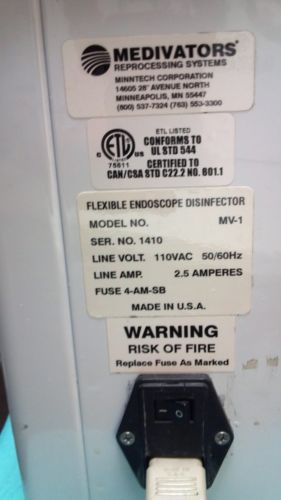 MEDIVATORS®
REPROCESSING SYSTEMS
MINNTECH CORPORATION
14605 28" AVENUE NORTH
MINNEAPOLIS, MN 55447
(800) 537-7324 (763) 553-3300
ETL LISTED
CONFORMS TO
UL STD 544
C ETL US
75611
CERTIFIED TO
CAN/CSA STD C22.2 NO. 601.1
FLEXIBLE ENDOSCOPE DISINFECTOR
MODEL NO. MV-1
SER. NO. 1410
LINE VOLT. 110VAC 50/60Hz
LINE AMP. 2.5 AMPERES
FUSE 4-AM-SB
MADE IN U.S.A.
WARNING
RISK OF FIRE
Replace Fuse As Marked